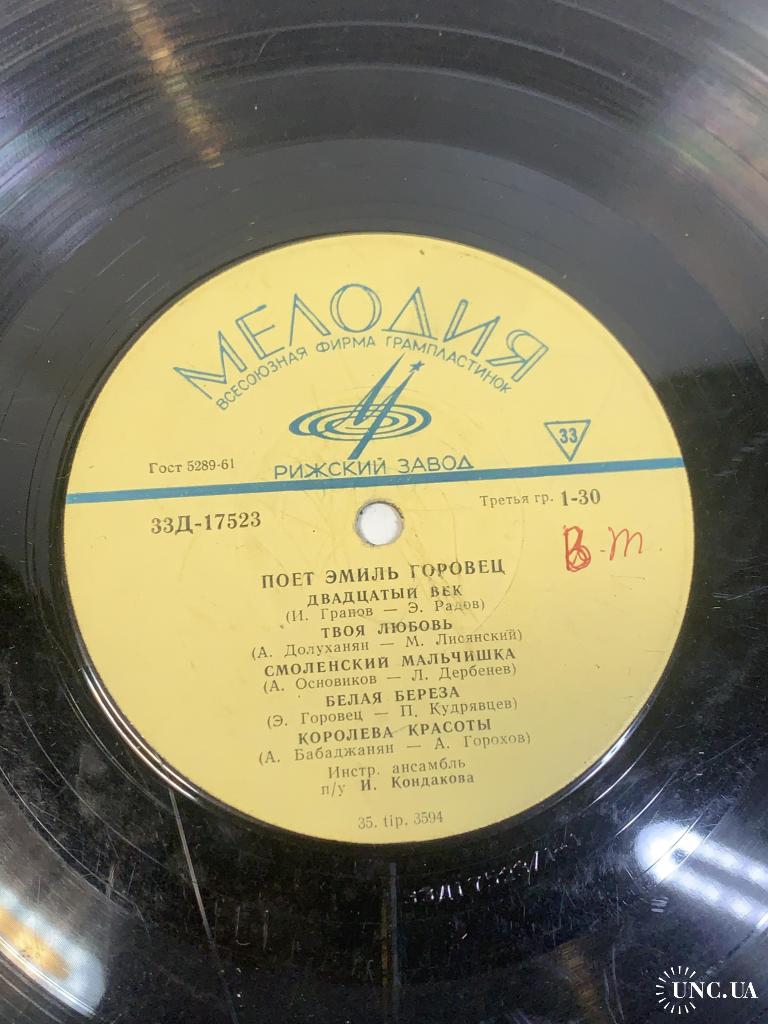 МЕЛОДИЯ
ВСЕСОЮЗНАЯ ФИРМА ГРАМПЛАСТИНОК
33
Гост 5289-61
РИЖСКИЙ ЗАВОД
33Д-17523
Третья гр. 1-30
В-т
ПОЕТ ЭМИЛЬ ГОРОВЕЦ
ДВАДЦАТЫЙ ВЕК
(И. Гранов — Э. Радов)
ТВОЯ ЛЮБОВЬ
(А. Долуханян — М. Лисянский)
СМОЛЕНСКИЙ МАЛЬЧИШКА
(А. Основиков — Л. Дербенев)
БЕЛАЯ БЕРЕЗА
(Э. Горовец — П. Кудрявцев)
КОРОЛЕВА КРАСОТЫ
(А. Бабаджанян — А. Горохов)
Инстр. ансамбль
п/у И. Кондакова
35. tip. 3594
UNC.UA